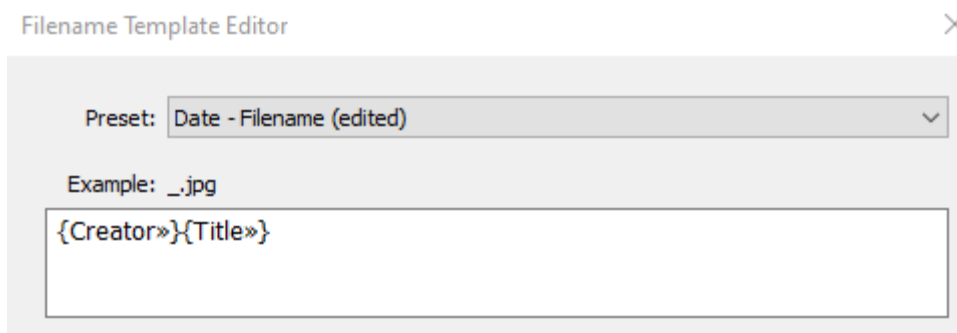 Filename Template Editor
Preset: Date - Filename (edited)
Example: _.jpg
{Creator»}{Title»}